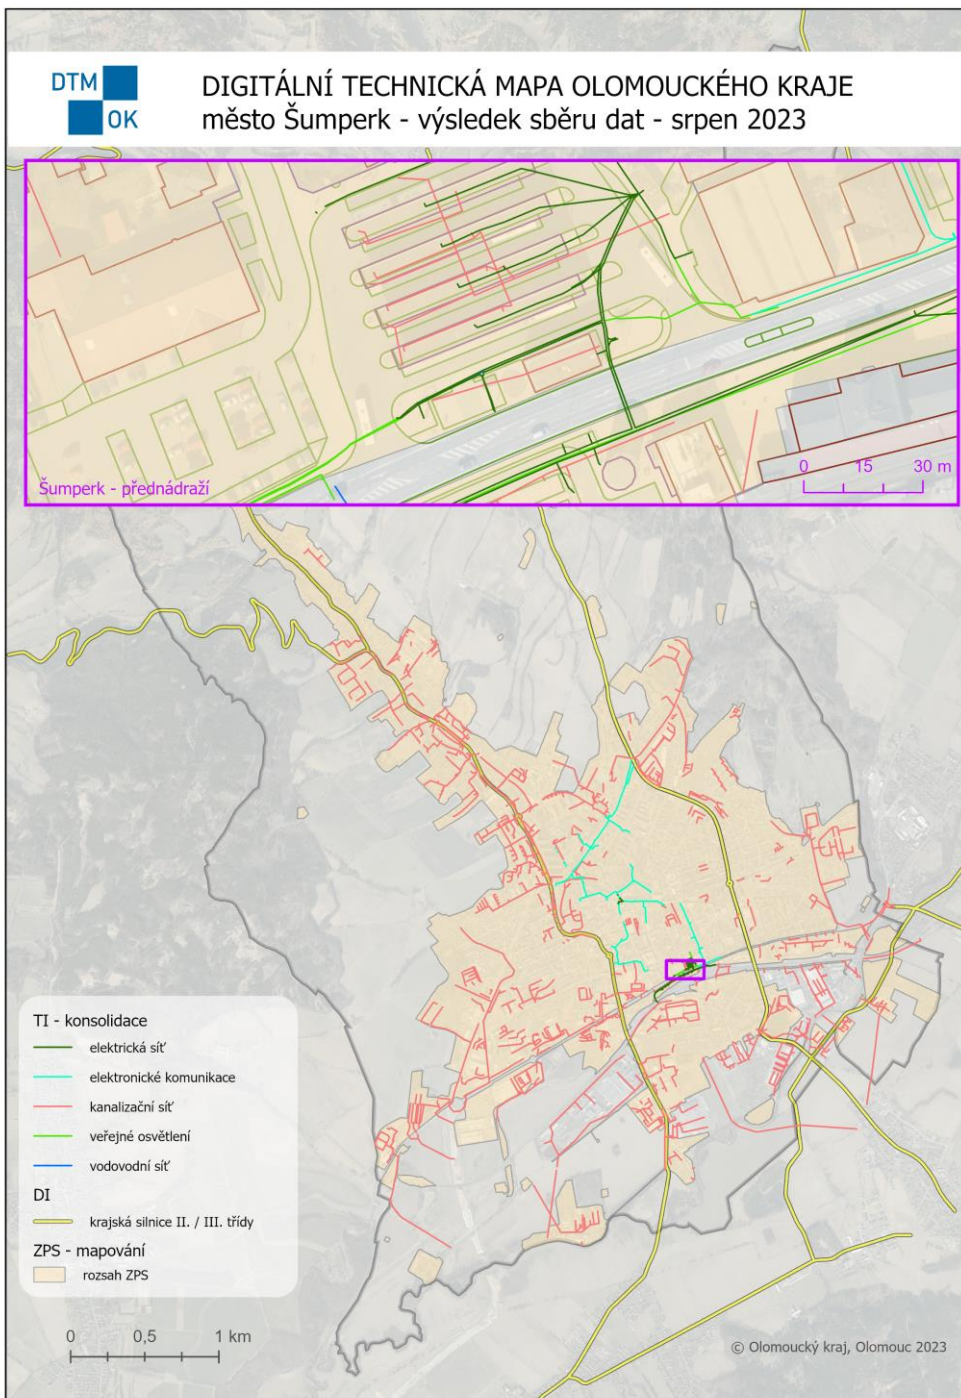 DTM
OK
DIGITÁLNÍ TECHNICKÁ MAPA OLOMOUCKÉHO KRAJE
město Šumperk - výsledek sběru dat - srpen 2023
0 15 30 m
Šumperk - přednádraží
TI - konsolidace
elektrická síť
elektronické komunikace
kanalizační síť
veřejné osvětlení
vodovodní síť
DI
krajská silnice II. / III. třídy
ZPS - mapování
rozsah ZPS
0 0,5 1 km
© Olomoucký kraj, Olomouc 2023